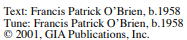 Text: Francis Patrick O'Brien, b.1958
Tune: Francis Patrick O'Brien, b.1958
© 2001, GIA Publications, Inc.